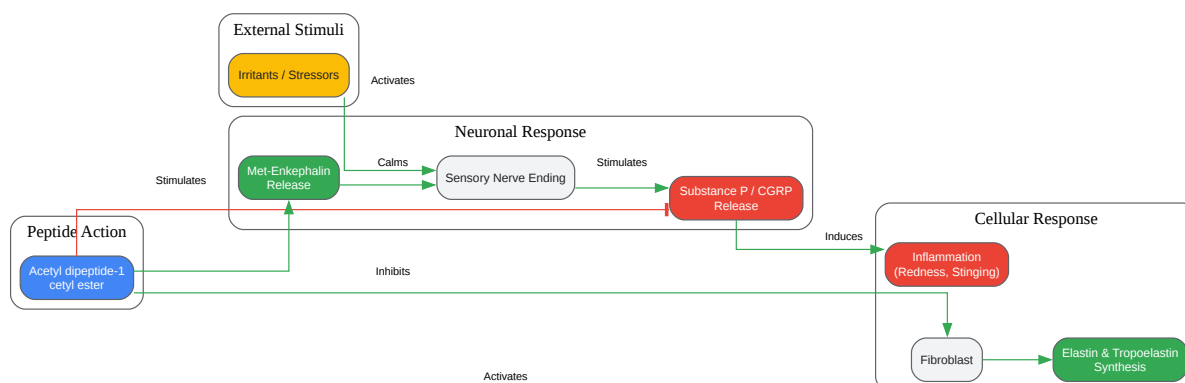 External Stimuli
Irritants / Stressors
Activates
Neuronal Response
Met-Enkephalin
Release
Calms
Sensory Nerve Ending
Stimulates
Substance P / CGRP
Release
Stimulates
Peptide Action
Acetyl dipeptide-1
cetyl ester
Inhibits
Induces
Cellular Response
Inflammation
(Redness, Stinging)
Fibroblast
Elastin & Tropoelastin
Synthesis
Activates